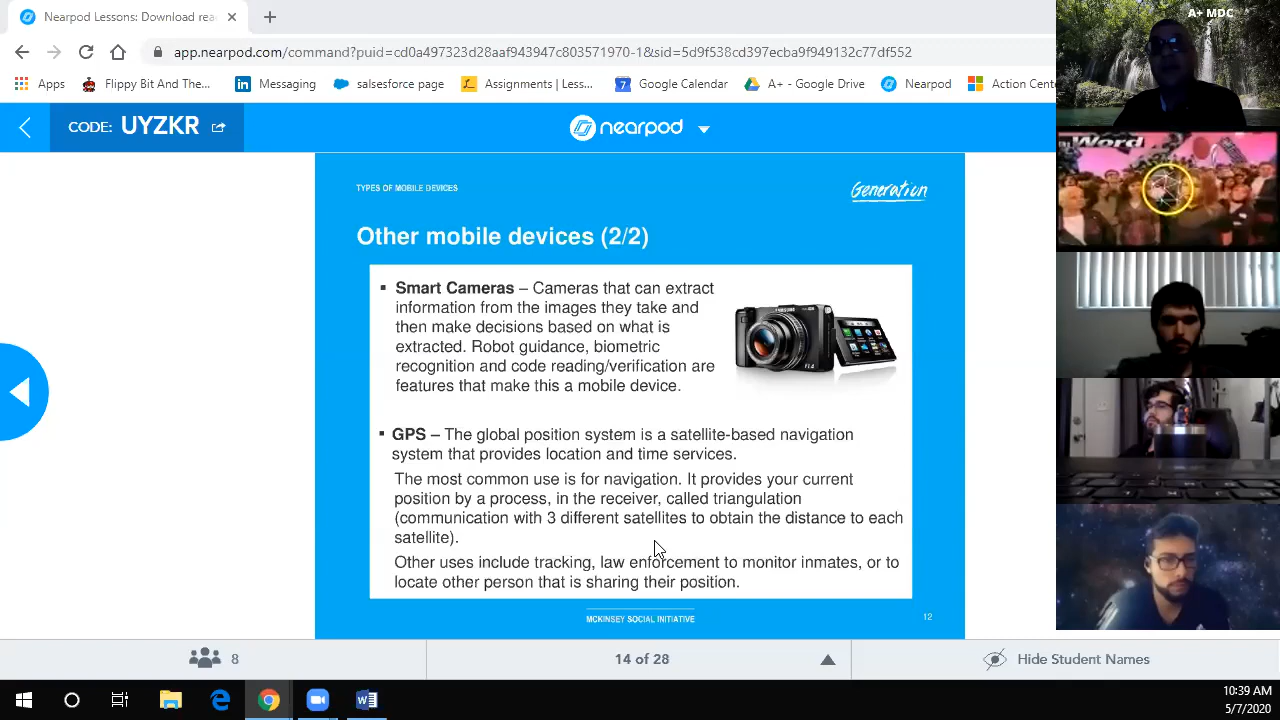 Nearpod Lessons: Download rea
app.nearpod.com/command?puid=cd0a497323d28aaf943947c803571970-1&sid=5d9f538cd397ecba9f949132c77df552
Apps
Flippy Bit And The...
Messaging
salesforce page
Assignments | Less...
Google Calendar
A+ - Google Drive
Nearpod
Action Cent
A+ MDC
Word
CODE: UYZKR
nearpod
TYPES OF MOBILE DEVICES
Generation
Other mobile devices (2/2)
▪ Smart Cameras – Cameras that can extract
information from the images they take and
then make decisions based on what is
extracted. Robot guidance, biometric
recognition and code reading/verification are
features that make this a mobile device.
SAMSUNG
▪ GPS – The global position system is a satellite-based navigation
system that provides location and time services.
The most common use is for navigation. It provides your current
position by a process, in the receiver, called triangulation
(communication with 3 different satellites to obtain the distance to each
satellite).
Other uses include tracking, law enforcement to monitor inmates, or to
locate other person that is sharing their position.
MCKINSEY SOCIAL INITIATIVE
12
8
14 of 28
Hide Student Names
10:39 AM
5/7/2020